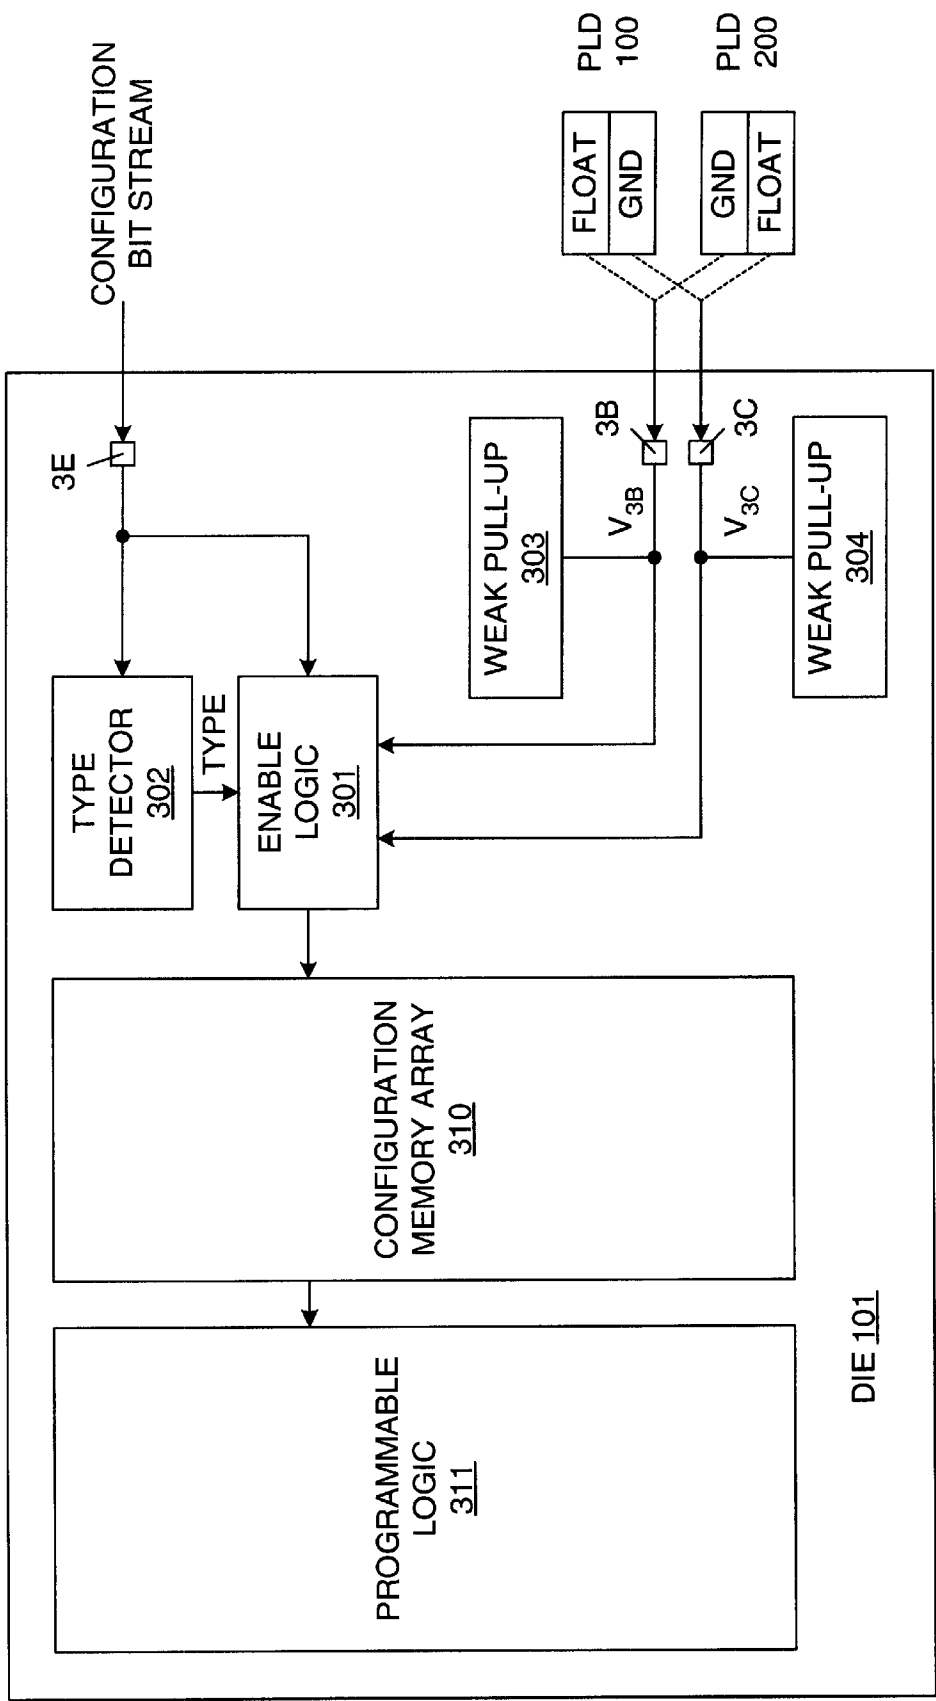 CONFIGURATION
BIT STREAM
3E
TYPE
DETECTOR
302
TYPE
ENABLE
LOGIC
301
CONFIGURATION
MEMORY ARRAY
310
PROGRAMMABLE
LOGIC
311
WEAK PULL-UP
303
3B
V3B
3C
V3C
WEAK PULL-UP
304
FLOAT
GND
PLD
100
GND
FLOAT
PLD
200
DIE 101